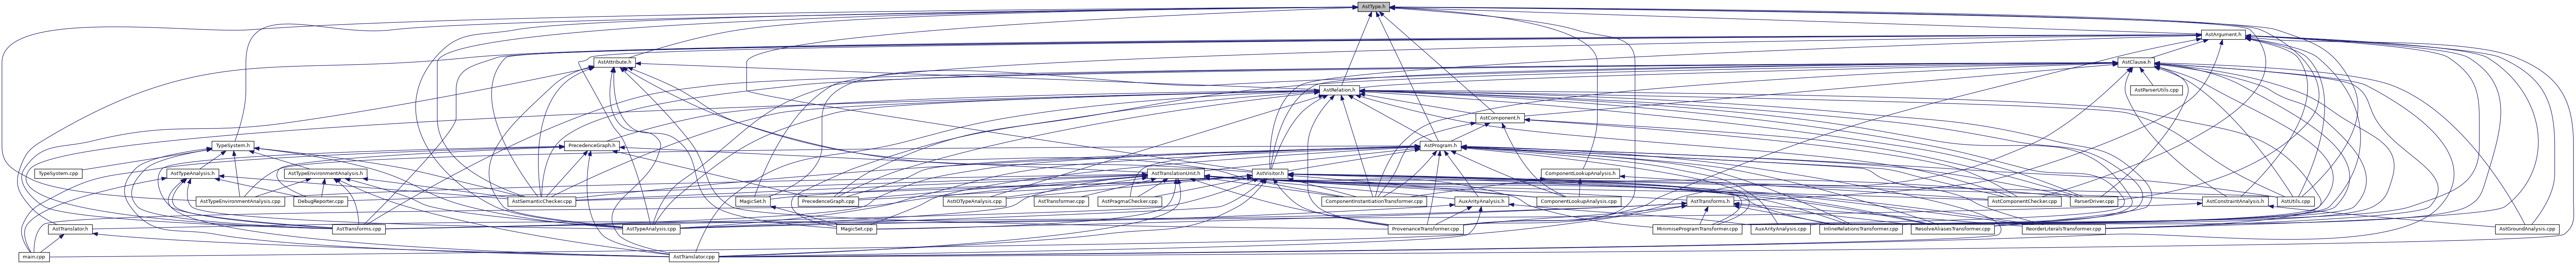 AstType.h
AstArgument.h
AstAttribute.h
AstClause.h
AstRelation.h
AstParserUtils.cpp
AstComponent.h
TypeSystem.h
PrecedenceGraph.h
AstProgram.h
TypeSystem.cpp
AstTypeAnalysis.h
AstTypeEnvironmentAnalysis.h
AstTranslationUnit.h
AstVisitor.h
ComponentLookupAnalysis.h
AstTypeEnvironmentAnalysis.cpp
DebugReporter.cpp
AstSemanticChecker.cpp
MagicSet.h
PrecedenceGraph.cpp
AstIOTypeAnalysis.cpp
AstTransformer.cpp
AstPragmaChecker.cpp
ComponentInstantiationTransformer.cpp
AuxArityAnalysis.h
ComponentLookupAnalysis.cpp
AstTransforms.h
AstComponentChecker.cpp
ParserDriver.cpp
AstConstraintAnalysis.h
AstUtils.cpp
AstTranslator.h
AstTransforms.cpp
AstTypeAnalysis.cpp
MagicSet.cpp
ProvenanceTransformer.cpp
MinimiseProgramTransformer.cpp
AuxArityAnalysis.cpp
InlineRelationsTransformer.cpp
ResolveAliasesTransformer.cpp
ReorderLiteralsTransformer.cpp
AstGroundAnalysis.cpp
main.cpp
AstTranslator.cpp